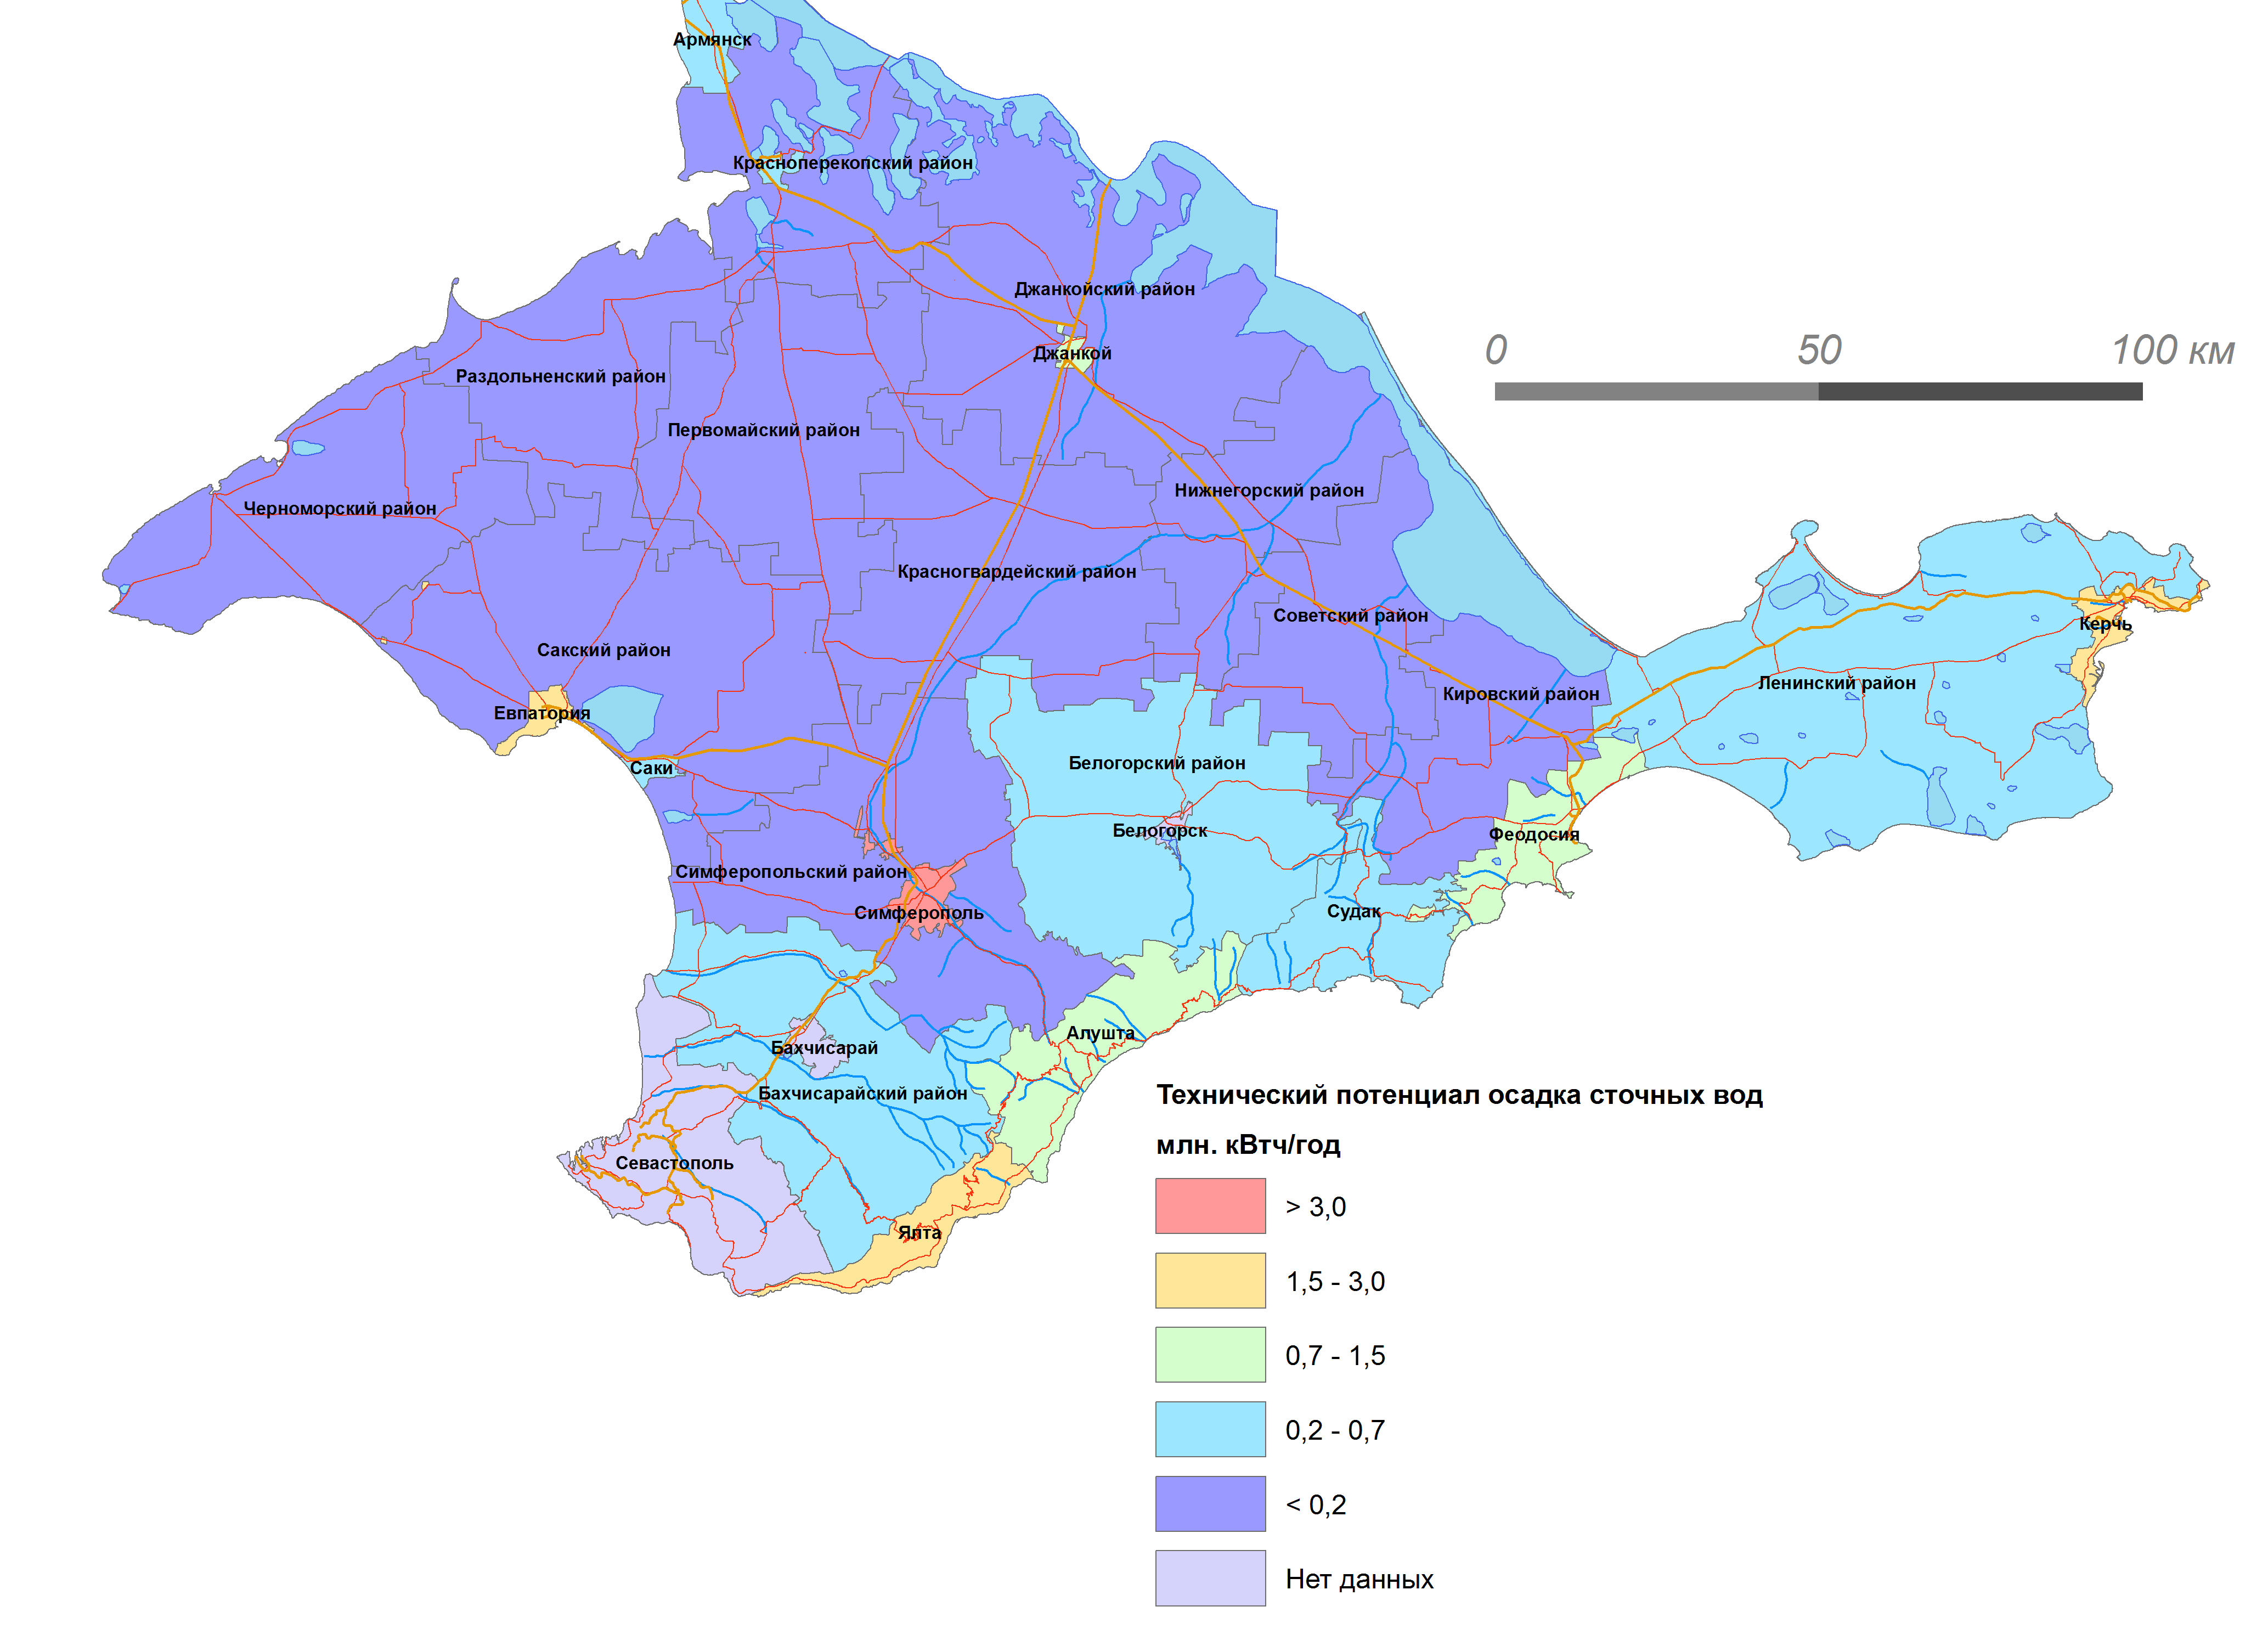 Армянск
Красноперекопский район
Джанкойский район
0 50 100 км
Джанкой
Раздольненский район
Первомайский район
Нижнегорский район
Черноморский район
Красногвардейский район
Советский район
Керчь
Сакский район
Ленинский район
Кировский район
Евпатория
Белогорский район
Саки
Белогорск
Феодосия
Симферопольский район
Судак
Симферополь
Алушта
Бахчисарай
Бахчисарайский район
Севастополь
Ялта
Технический потенциал осадка сточных вод
млн. кВтч/год
> 3,0
1,5 - 3,0
0,7 - 1,5
0,2 - 0,7
< 0,2
Нет данных